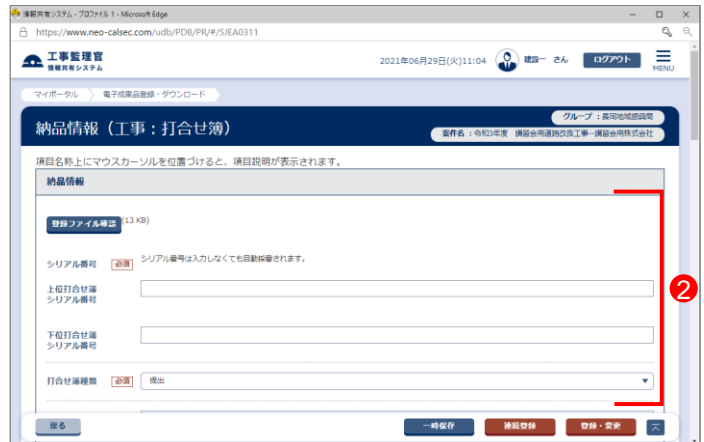 情報共有システム - プロファイル 1 - Microsoft Edge
https://www.neo-calsec.com/udb/PDB/PR/#/SJEA0311
工事監理官
情報共有システム
2021年06月29日(火)11:04
建設一 さん
ログアウト
MENU
マイポータル
電子成果品登録・ダウンロード
納品情報（工事：打合せ簿）
グループ：長岡地域振興局
案件名：令和3年度 講習会用道路改良工事--講習会用株式会社
項目名称上にマウスカーソルを位置づけると、項目説明が表示されます。
納品情報
登録ファイル確認 (13 KB)
シリアル番号 必須 シリアル番号は入力しなくても自動採番されます。
上位打合せ簿
シリアル番号
2
下位打合せ簿
シリアル番号
打合せ簿種類 必須 提出
戻る
一時保存
連続登録
登録・変更